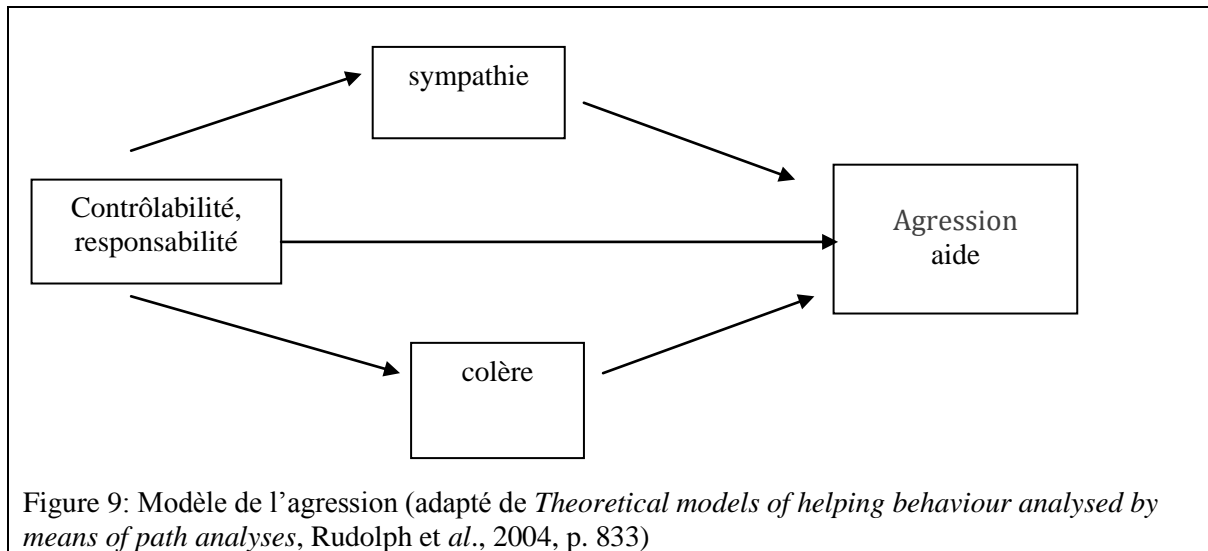 sympathie
Contrôlabilité,
responsabilité
Agression
aide
colère
Figure 9: Modèle de l’agression (adapté de Theoretical models of helping behaviour analysed by
means of path analyses, Rudolph et al., 2004, p. 833)